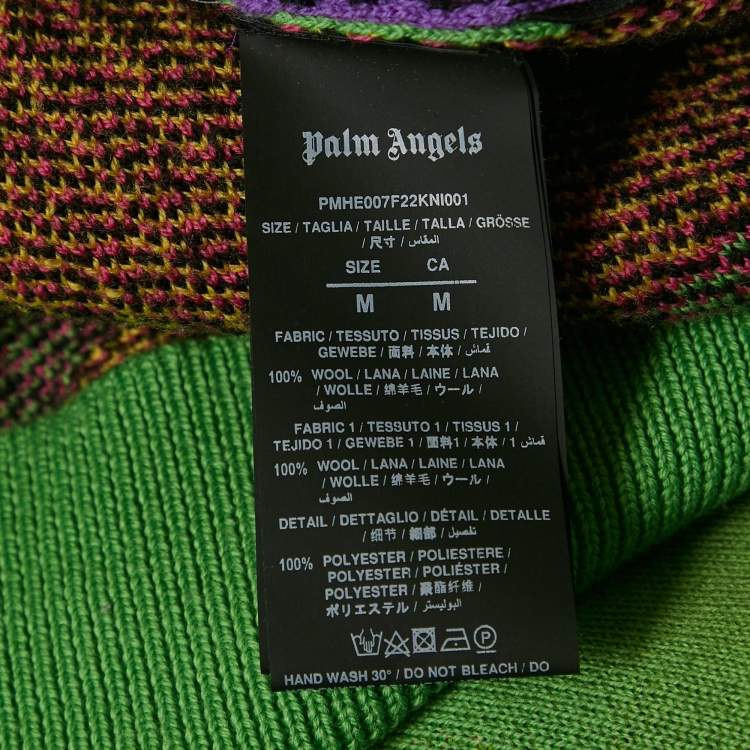 Palm Angels
PMHE007F22KNI001
SIZE / TAGLIA / TAILLE / TALLA / GRÖSSE
/ 尺寸 / المقاس
SIZE CA
M M
FABRIC / TESSUTO / TISSUS / TEJIDO /
GEWEBE / 面料 / 本体 / قماش
100% WOOL / LANA / LAINE / LANA
/ WOLLE / 绵羊毛 / ウール /
الصوف
FABRIC 1 / TESSUTO 1 / TISSUS 1 /
TEJIDO 1 / GEWEBE 1 / 面料1 / 本体 / قماش 1
100% WOOL / LANA / LAINE / LANA
/ WOLLE / 绵羊毛 / ウール /
الصوف
DETAIL / DETTAGLIO / DÉTAIL / DETALLE
/ 细节 / 細部 / تفصيل
100% POLYESTER / POLIESTERE /
POLYESTER / POLIÉSTER /
POLYESTER / 聚酯纤维 /
ポリエステル / البوليستر
HAND WASH 30° / DO NOT BLEACH / DO